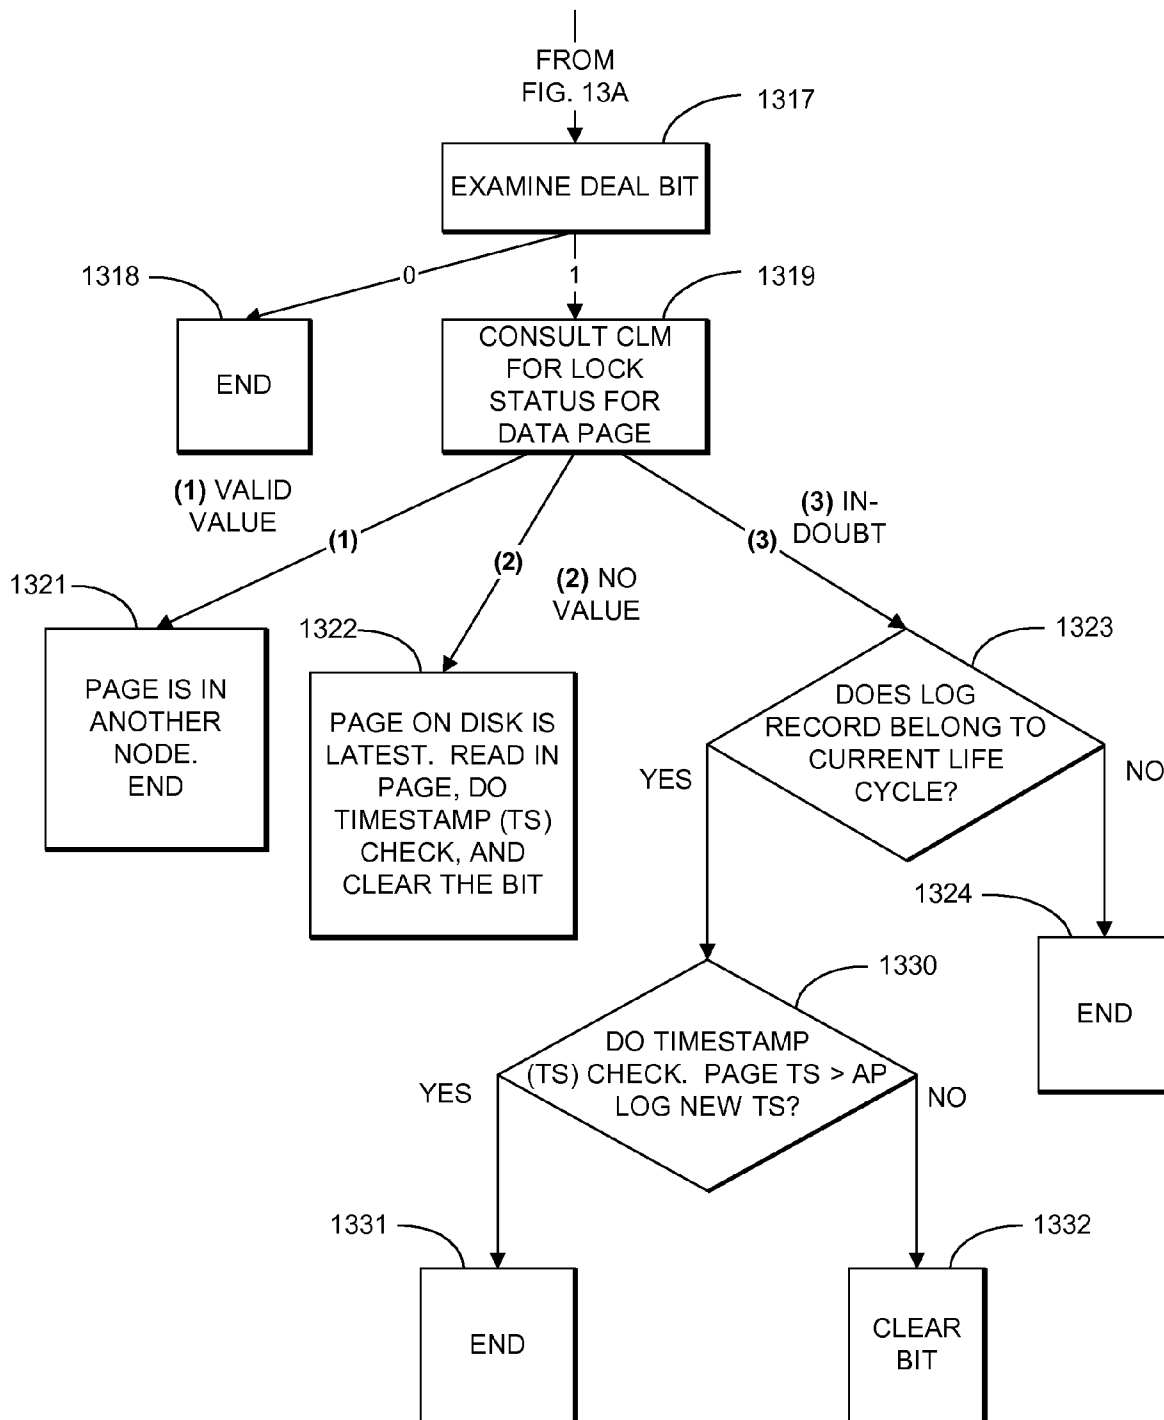 FROM
FIG. 13A
1317
EXAMINE DEAL BIT
0
1
1318
1319
END
CONSULT CLM
FOR LOCK
STATUS FOR
DATA PAGE
(1) VALID
VALUE
(1)
(2)
(3)
(3) IN-
DOUBT
(2) NO
VALUE
1321
PAGE IS IN
ANOTHER
NODE.
END
1322
PAGE ON DISK IS
LATEST. READ IN
PAGE, DO
TIMESTAMP (TS)
CHECK, AND
CLEAR THE BIT
1323
DOES LOG
RECORD BELONG TO
CURRENT LIFE
CYCLE?
YES
NO
1324
END
1330
DO TIMESTAMP
(TS) CHECK. PAGE TS > AP
LOG NEW TS?
YES
NO
1331
END
1332
CLEAR
BIT